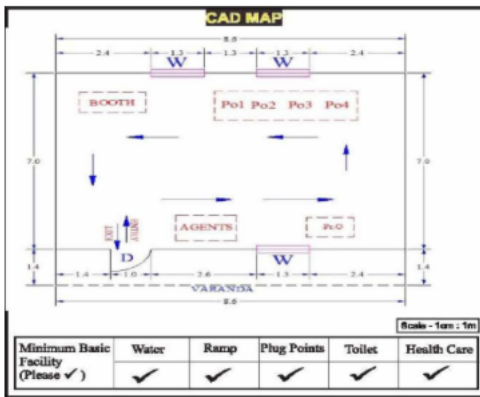 CAD MAP
8.6
2.4 1.3 1.3 1.3 2.4
W W
BOOTH Po1 Po2 Po3 Po4
7.0 7.0
EXIT ENTRY
AGENTS PrO
D W
1.4 1.4 1.0 2.6 1.3 2.4 1.4
VARANDA
8.6
Scale - 1cm : 1m
Minimum Basic Facility (Please ✓) Water Ramp Plug Points Toilet Health Care
✓ ✓ ✓ ✓ ✓